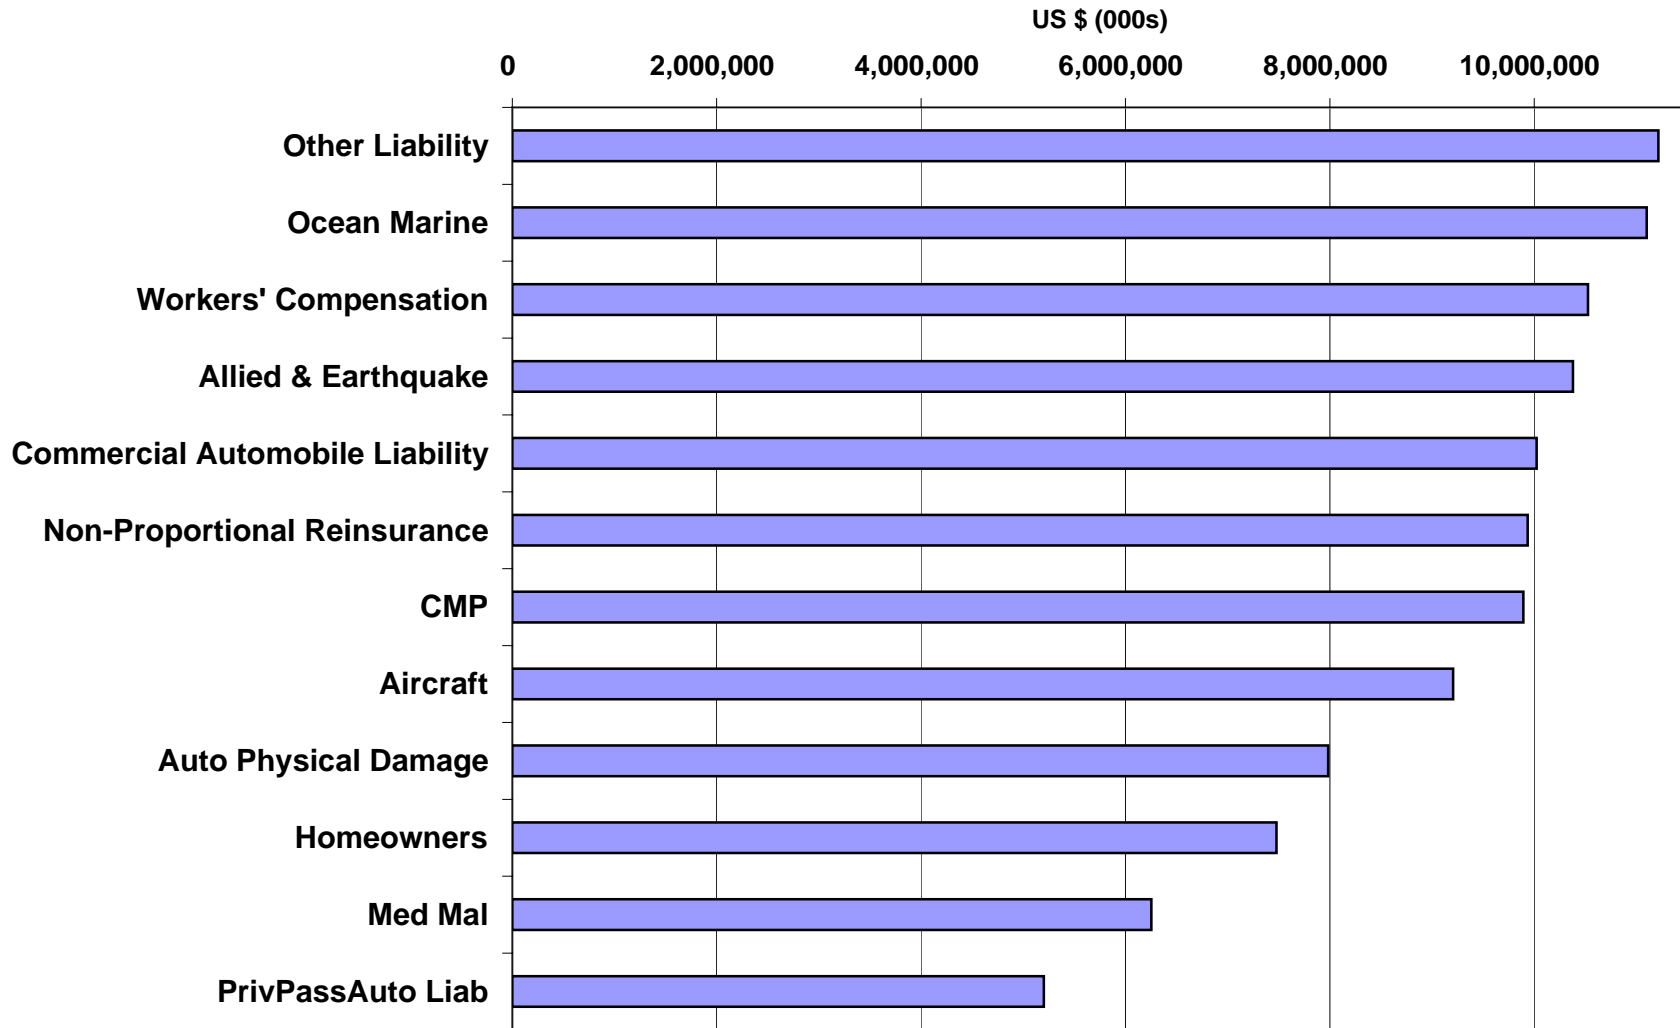 US $ (000s)
0 2,000,000 4,000,000 6,000,000 8,000,000 10,000,000
Other Liability
Ocean Marine
Workers' Compensation
Allied & Earthquake
Commercial Automobile Liability
Non-Proportional Reinsurance
CMP
Aircraft
Auto Physical Damage
Homeowners
Med Mal
PrivPassAuto Liab